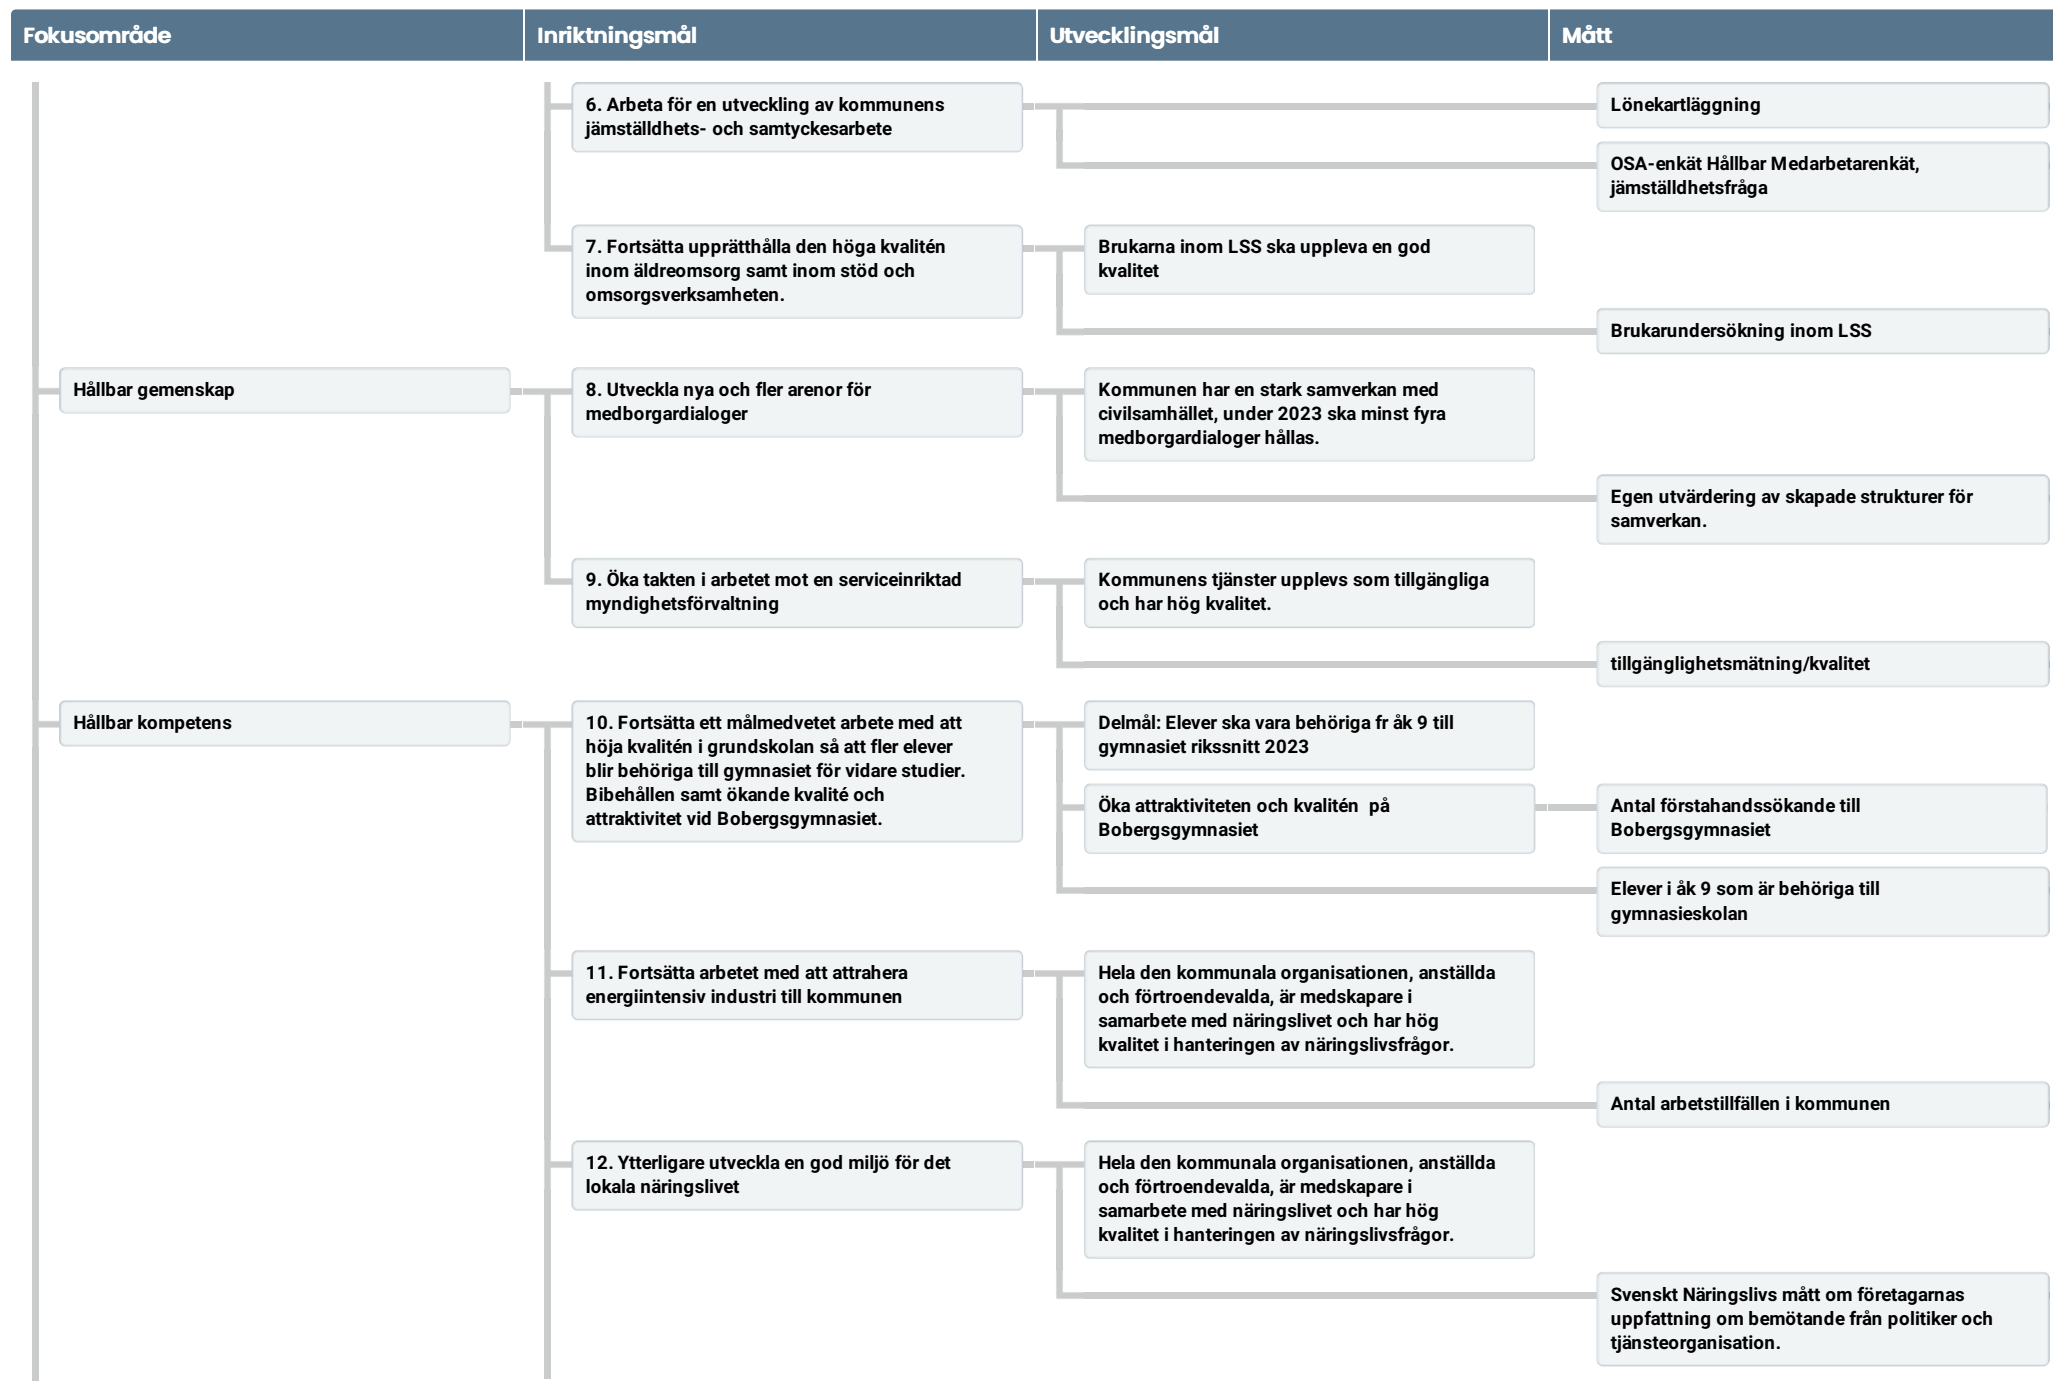 Fokusområde
Inriktningsmål
Utvecklingsmål
Mått
6. Arbeta för en utveckling av kommunens
jämställdhets- och samtyckesarbete
Lönekartläggning
OSA-enkät Hållbar Medarbetarenkät,
jämställdhetsfråga
7. Fortsätta upprätthålla den höga kvalitén
inom äldreomsorg samt inom stöd och
omsorgsverksamheten.
Brukarna inom LSS ska uppleva en god
kvalitet
Brukarundersökning inom LSS
Hållbar gemenskap
8. Utveckla nya och fler arenor för
medborgardialoger
Kommunen har en stark samverkan med
civilsamhället, under 2023 ska minst fyra
medborgardialoger hållas.
Egen utvärdering av skapade strukturer för
samverkan.
9. Öka takten i arbetet mot en serviceinriktad
myndighetsförvaltning
Kommunens tjänster upplevs som tillgängliga
och har hög kvalitet.
tillgänglighetsmätning/kvalitet
Hållbar kompetens
10. Fortsätta ett målmedvetet arbete med att
höja kvalitén i grundskolan så att fler elever
blir behöriga till gymnasiet för vidare studier.
Bibehållen samt ökande kvalité och
attraktivitet vid Bobergsgymnasiet.
Delmål: Elever ska vara behöriga fr åk 9 till
gymnasiet rikssnitt 2023
Öka attraktiviteten och kvalitén  på
Bobergsgymnasiet
Antal förstahandssökande till
Bobergsgymnasiet
Elever i åk 9 som är behöriga till
gymnasieskolan
11. Fortsätta arbetet med att attrahera
energiintensiv industri till kommunen
Hela den kommunala organisationen, anställda
och förtroendevalda, är medskapare i
samarbete med näringslivet och har hög
kvalitet i hanteringen av näringslivsfrågor.
Antal arbetstillfällen i kommunen
12. Ytterligare utveckla en god miljö för det
lokala näringslivet
Hela den kommunala organisationen, anställda
och förtroendevalda, är medskapare i
samarbete med näringslivet och har hög
kvalitet i hanteringen av näringslivsfrågor.
Svenskt Näringslivs mått om företagarnas
uppfattning om bemötande från politiker och
tjänsteorganisation.